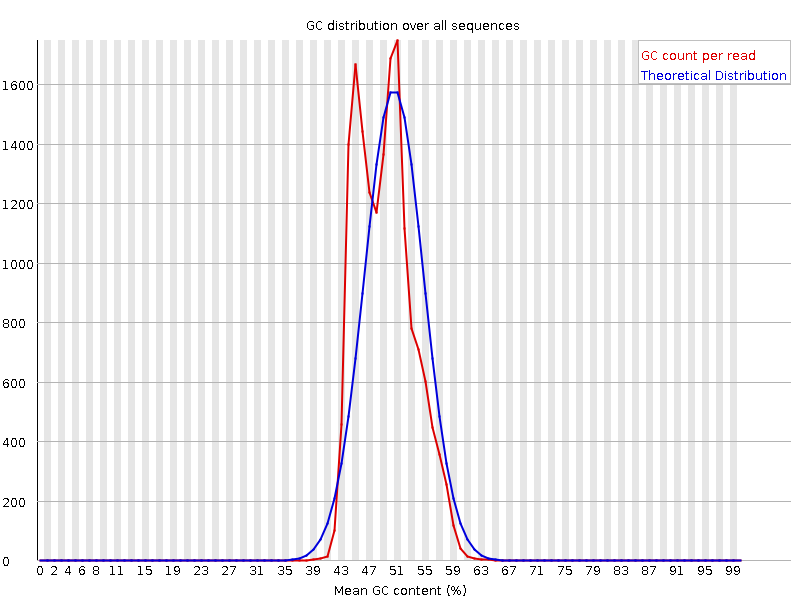 GC distribution over all sequences
GC count per read
Theoretical Distribution
1600
1400
1200
1000
800
600
400
200
0
0 2 4 6 8 11 15 19 23 27 31 35 39 43 47 51 55 59 63 67 71 75 79 83 87 91 95 99
Mean GC content (%)